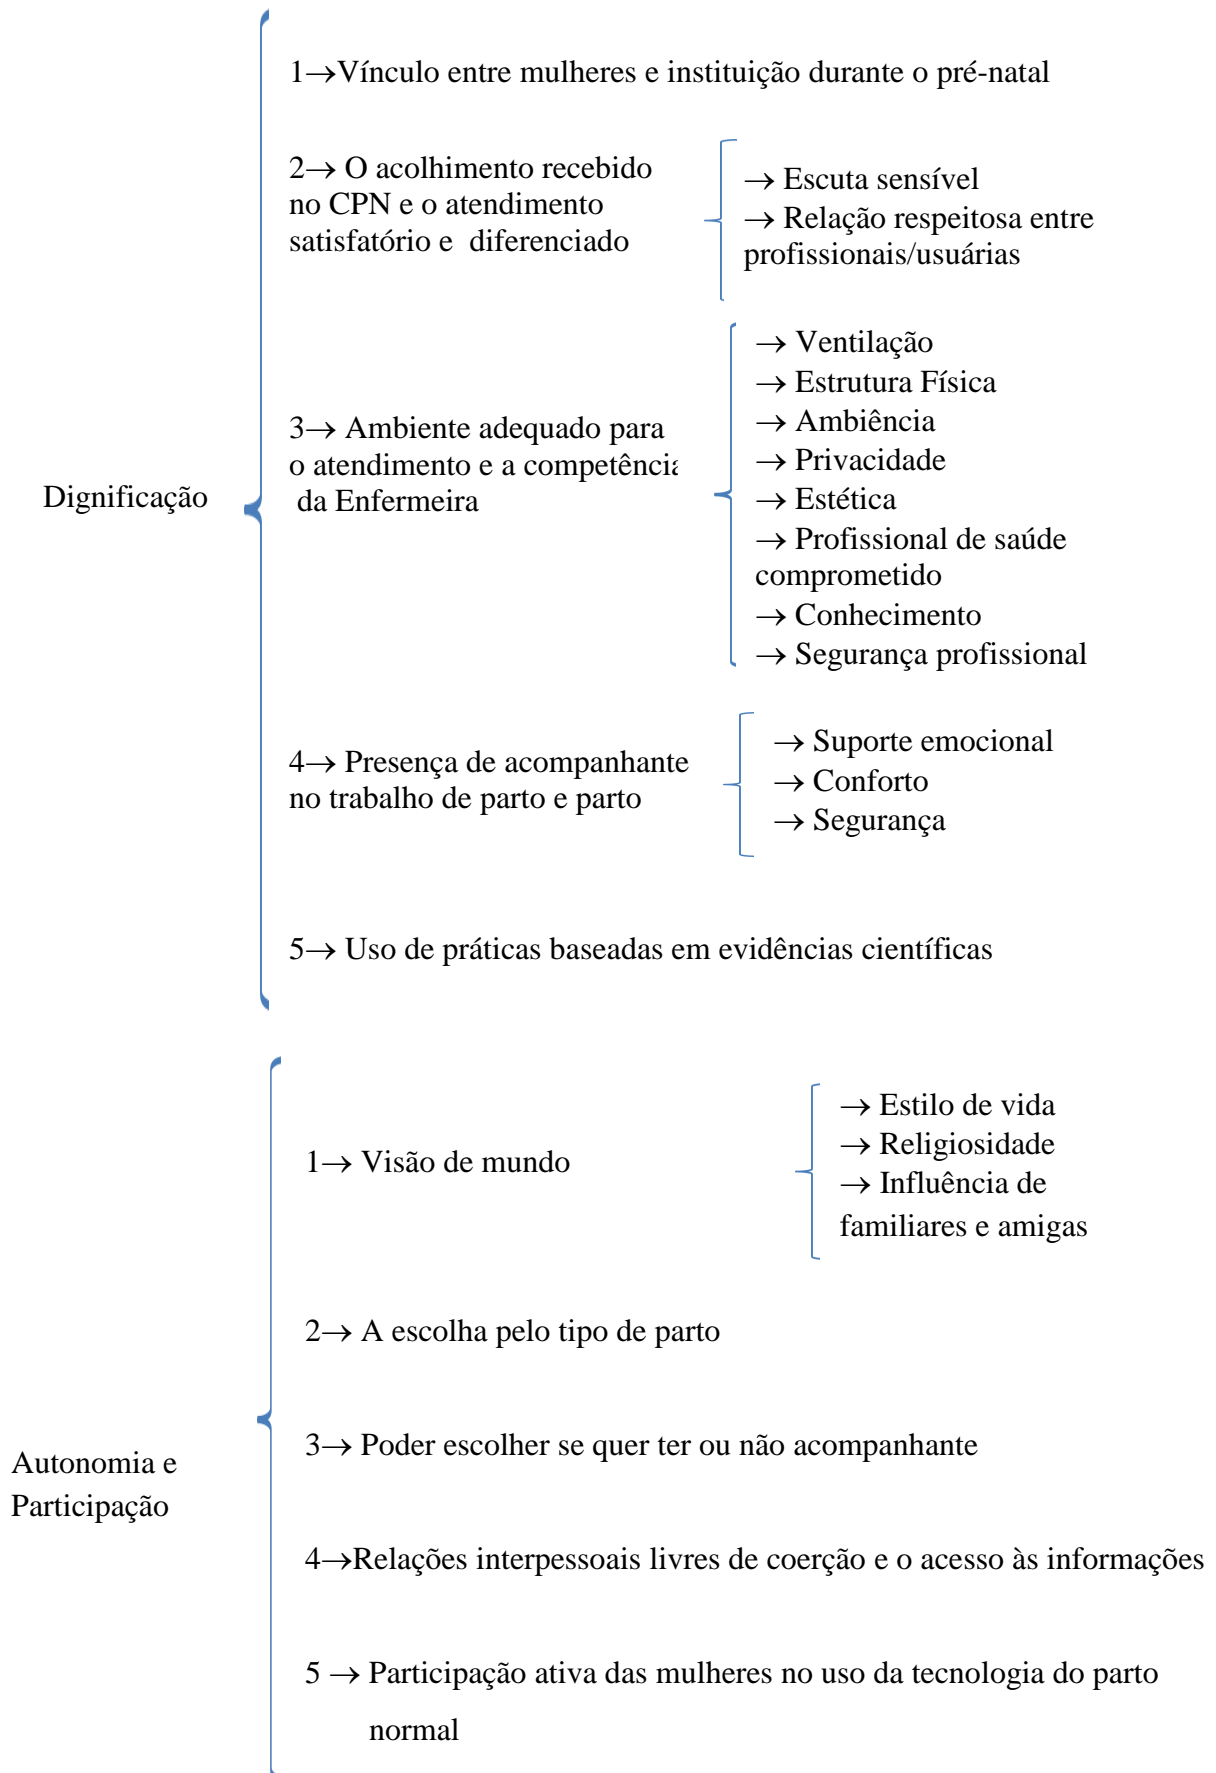 Dignificação
1→Vínculo entre mulheres e instituição durante o pré-natal
2→ O acolhimento recebido
no CPN e o atendimento
satisfatório e diferenciado
→ Escuta sensível
→ Relação respeitosa entre
profissionais/usuárias
3→ Ambiente adequado para
o atendimento e a competência
da Enfermeira
→ Ventilação
→ Estrutura Física
→ Ambiência
→ Privacidade
→ Estética
→ Profissional de saúde
comprometido
→ Conhecimento
→ Segurança profissional
4→ Presença de acompanhante
no trabalho de parto e parto
→ Suporte emocional
→ Conforto
→ Segurança
5→ Uso de práticas baseadas em evidências científicas
Autonomia e
Participação
1→ Visão de mundo
→ Estilo de vida
→ Religiosidade
→ Influência de
familiares e amigas
2→ A escolha pelo tipo de parto
3→ Poder escolher se quer ter ou não acompanhante
4→Relações interpessoais livres de coerção e o acesso às informações
5 → Participação ativa das mulheres no uso da tecnologia do parto
normal